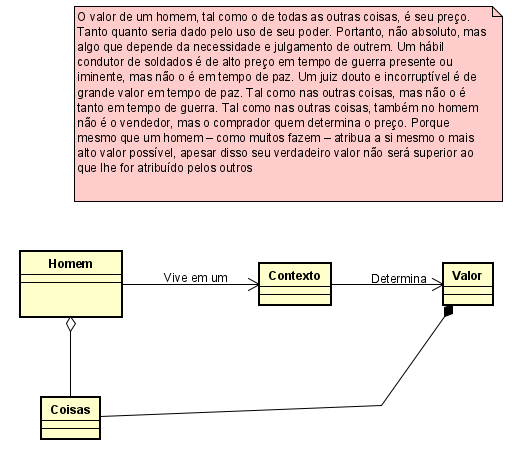 O valor de um homem, tal como o de todas as outras coisas, é seu preço.
Tanto quanto seria dado pelo uso de seu poder. Portanto, não absoluto, mas
algo que depende da necessidade e julgamento de outrem. Um hábil
condutor de soldados é de alto preço em tempo de guerra presente ou
iminente, mas não o é em tempo de paz. Um juiz douto e incorruptível é de
grande valor em tempo de paz. Tal como nas outras coisas, mas não o é
tanto em tempo de guerra. Tal como nas outras coisas, também no homem
não é o vendedor, mas o comprador quem determina o preço. Porque
mesmo que um homem – como muitos fazem – atribua a si mesmo o mais
alto valor possível, apesar disso seu verdadeiro valor não será superior ao
que lhe for atribuído pelos outros
Homem
Vive em um
Contexto
Determina
Valor
Coisas